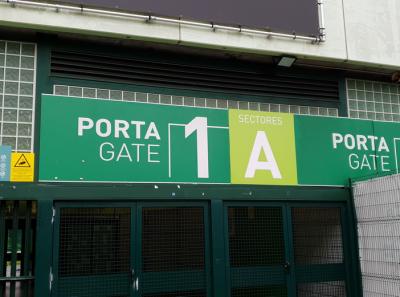 PORTA
GATE
1
SECTORES
A
PORTA
GATE